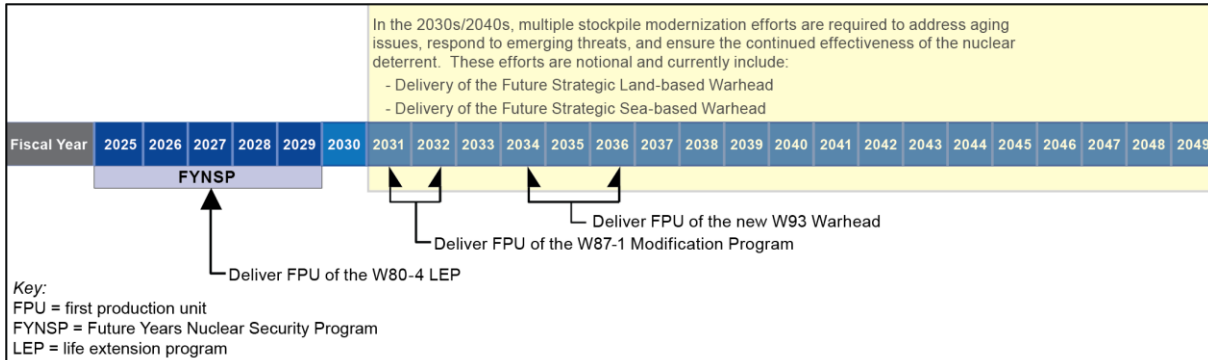 In the 2030s/2040s, multiple stockpile modernization efforts are required to address aging
issues, respond to emerging threats, and ensure the continued effectiveness of the nuclear
deterrent.  These efforts are notional and currently include:
- Delivery of the Future Strategic Land-based Warhead
- Delivery of the Future Strategic Sea-based Warhead
Fiscal Year 2025 2026 2027 2028 2029 2030 2031 2032 2033 2034 2035 2036 2037 2038 2039 2040 2041 2042 2043 2044 2045 2046 2047 2048 2049
FYNSP
Deliver FPU of the new W93 Warhead
Deliver FPU of the W87-1 Modification Program
Deliver FPU of the W80-4 LEP
Key:
FPU = first production unit
FYNSP = Future Years Nuclear Security Program
LEP = life extension program